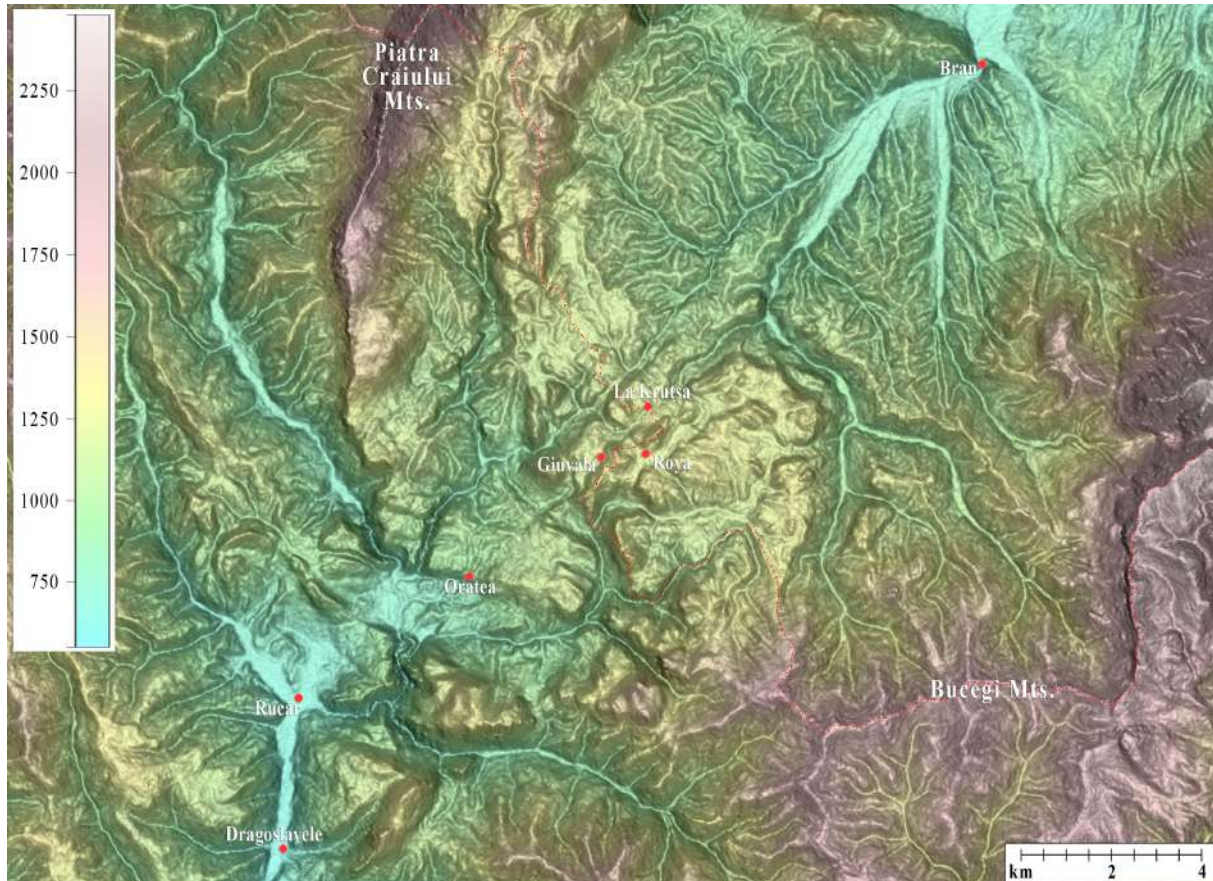 Piatra
Craiului
Mts.
Bran
2250
2000
1750
1500
1250
1000
750
La Krutsa
Giuvala
Roya
Oratea
Rucar
Bucegi Mts.
Dragoslavele
km 2 4